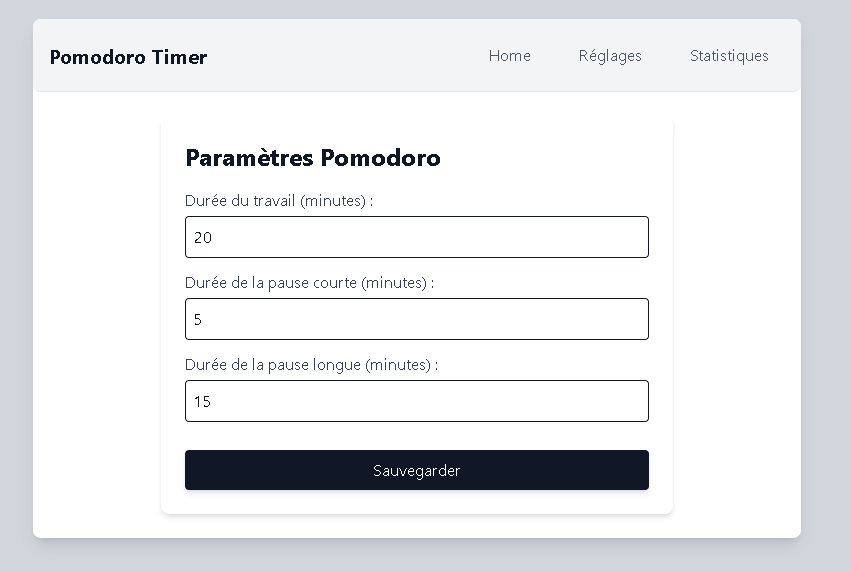 Pomodoro Timer
Home
Réglages
Statistiques
Paramètres Pomodoro
Durée du travail (minutes) :
20
Durée de la pause courte (minutes) :
5
Durée de la pause longue (minutes) :
15
Sauvegarder